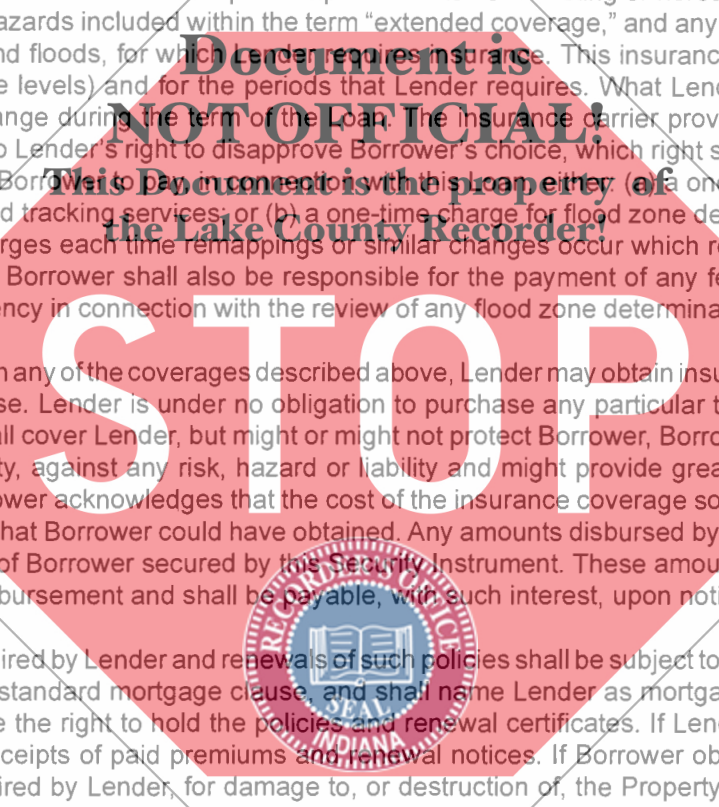 azards included within the term “extended coverage,” and any
Document is
nd floods, for which Lender requires insurance. This insuranc
e levels) and for the periods that Lender requires. What Lend
NOT OFFICIAL!
ange during the term of the Loan. The insurance carrier prov
o Lender's right to disapprove Borrower's choice, which right s
This Document is the property of
Borrower to pay, in connection with this Loan, either: (a) a one
d tracking services; or (b) a one-time charge for flood zone de
the Lake County Recorder!
rges each time remappings or similar changes occur which re
Borrower shall also be responsible for the payment of any fe
ency in connection with the review of any flood zone determina
STOP
n any of the coverages described above, Lender may obtain insu
se. Lender is under no obligation to purchase any particular t
all cover Lender, but might or might not protect Borrower, Borro
ty, against any risk, hazard or liability and might provide grea
ower acknowledges that the cost of the insurance coverage so
hat Borrower could have obtained. Any amounts disbursed by
of Borrower secured by this Security Instrument. These amou
bursement and shall be payable, with such interest, upon noti
RECORDER'S OFFICE
SEAL
INDIANA
ired by Lender and renewals of such policies shall be subject to
standard mortgage clause, and shall name Lender as mortga
e the right to hold the policies and renewal certificates. If Lend
ceipts of paid premiums and renewal notices. If Borrower ob
ired by Lender, for damage to, or destruction of, the Property